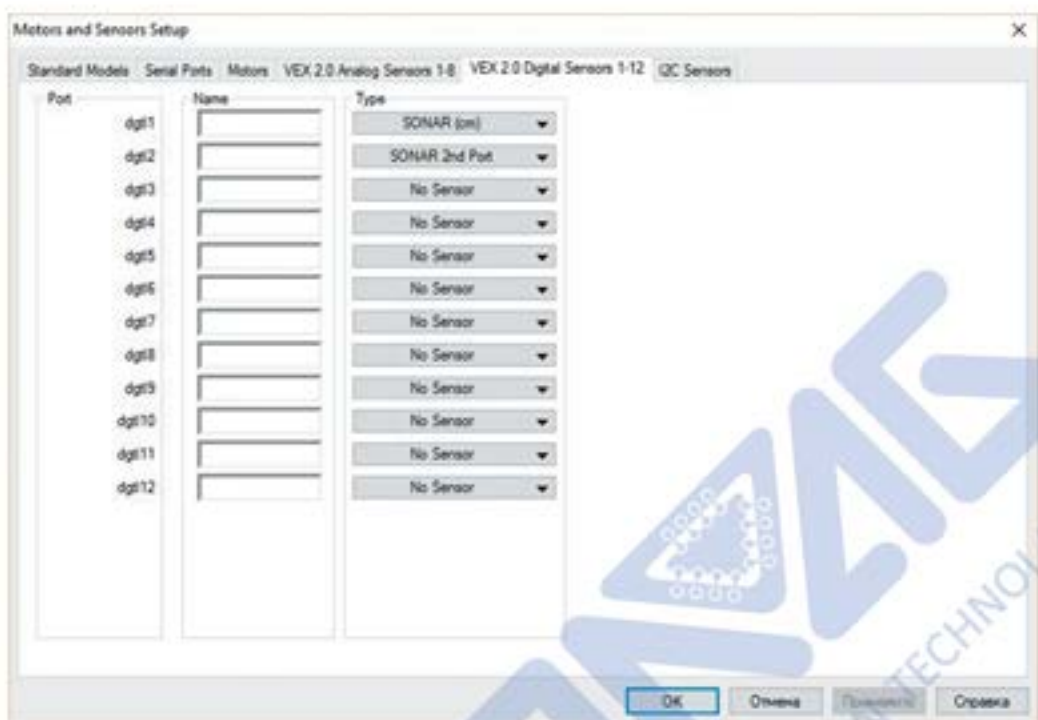 Motors and Sensors Setup
Standard Models Serial Ports Motors VEX 2.0 Analog Sensors 1-8 VEX 2.0 Digital Sensors 1-12 I2C Sensors
Port Name Type
dgtl1 SONAR (cm)
dgtl2 SONAR 2nd Port
dgtl3 No Sensor
dgtl4 No Sensor
dgtl5 No Sensor
dgtl6 No Sensor
dgtl7 No Sensor
dgtl8 No Sensor
dgtl9 No Sensor
dgtl10 No Sensor
dgtl11 No Sensor
dgtl12 No Sensor
OK Отмена Применить Справка